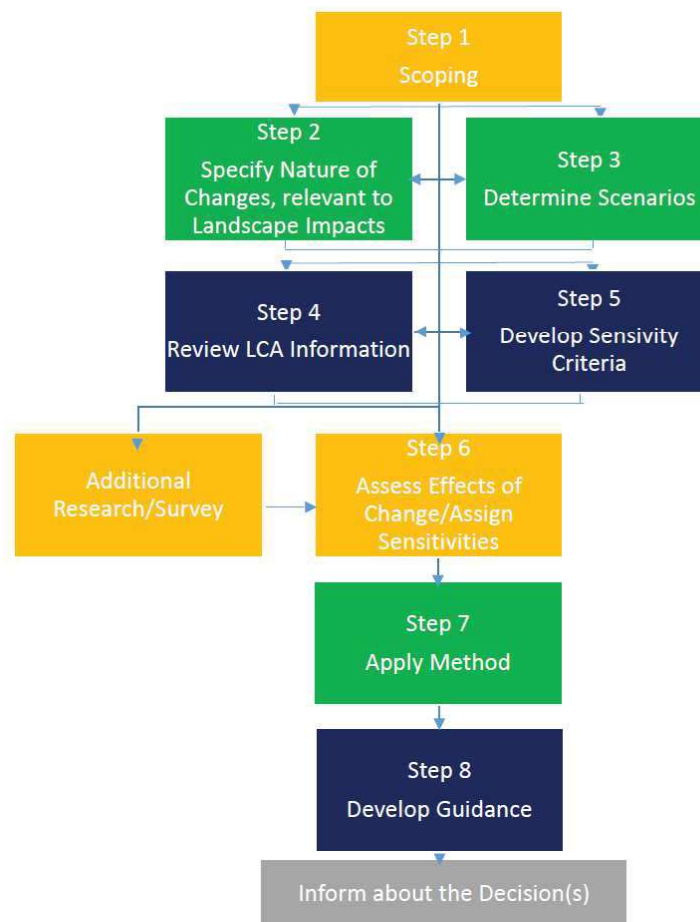 Step 1
Scoping
Step 2
Specify Nature of
Changes, relevant to
Landscape Impacts
Step 3
Determine Scenarios
Step 4
Review LCA Information
Step 5
Develop Sensivity
Criteria
Additional
Research/Survey
Step 6
Assess Effects of
Change/Assign
Sensitivities
Step 7
Apply Method
Step 8
Develop Guidance
Inform about the Decision(s)